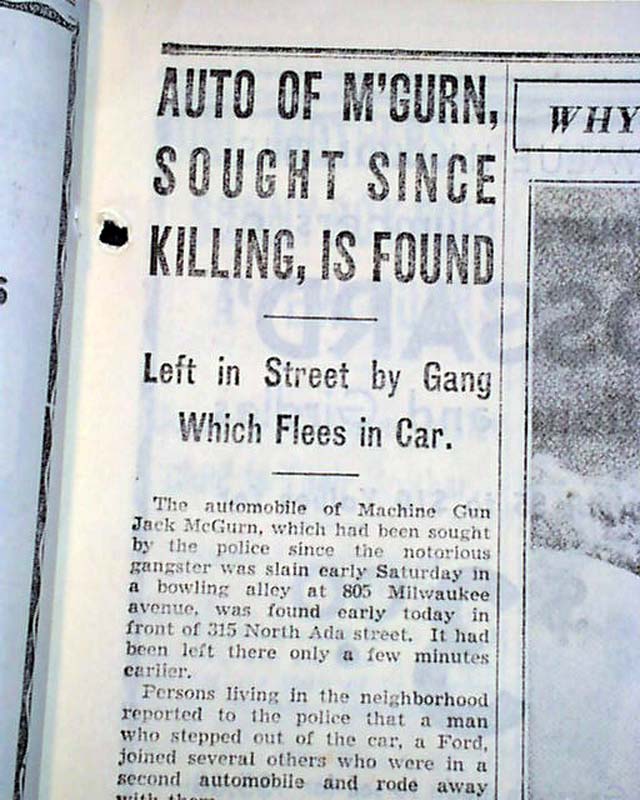 AUTO OF M'GURN,
SOUGHT SINCE
KILLING, IS FOUND
Left in Street by Gang
Which Flees in Car.
The automobile of Machine Gun
Jack McGurn, which had been sought
by the police since the notorious
gangster was slain early Saturday in
a bowling alley at 805 Milwaukee
avenue, was found early today in
front of 315 North Ada street. It had
been left there only a few minutes
earlier.
Persons living in the neighborhood
reported to the police that a man
who stepped out of the car, a Ford,
joined several others who were in a
second automobile and rode away
with them.
WHY